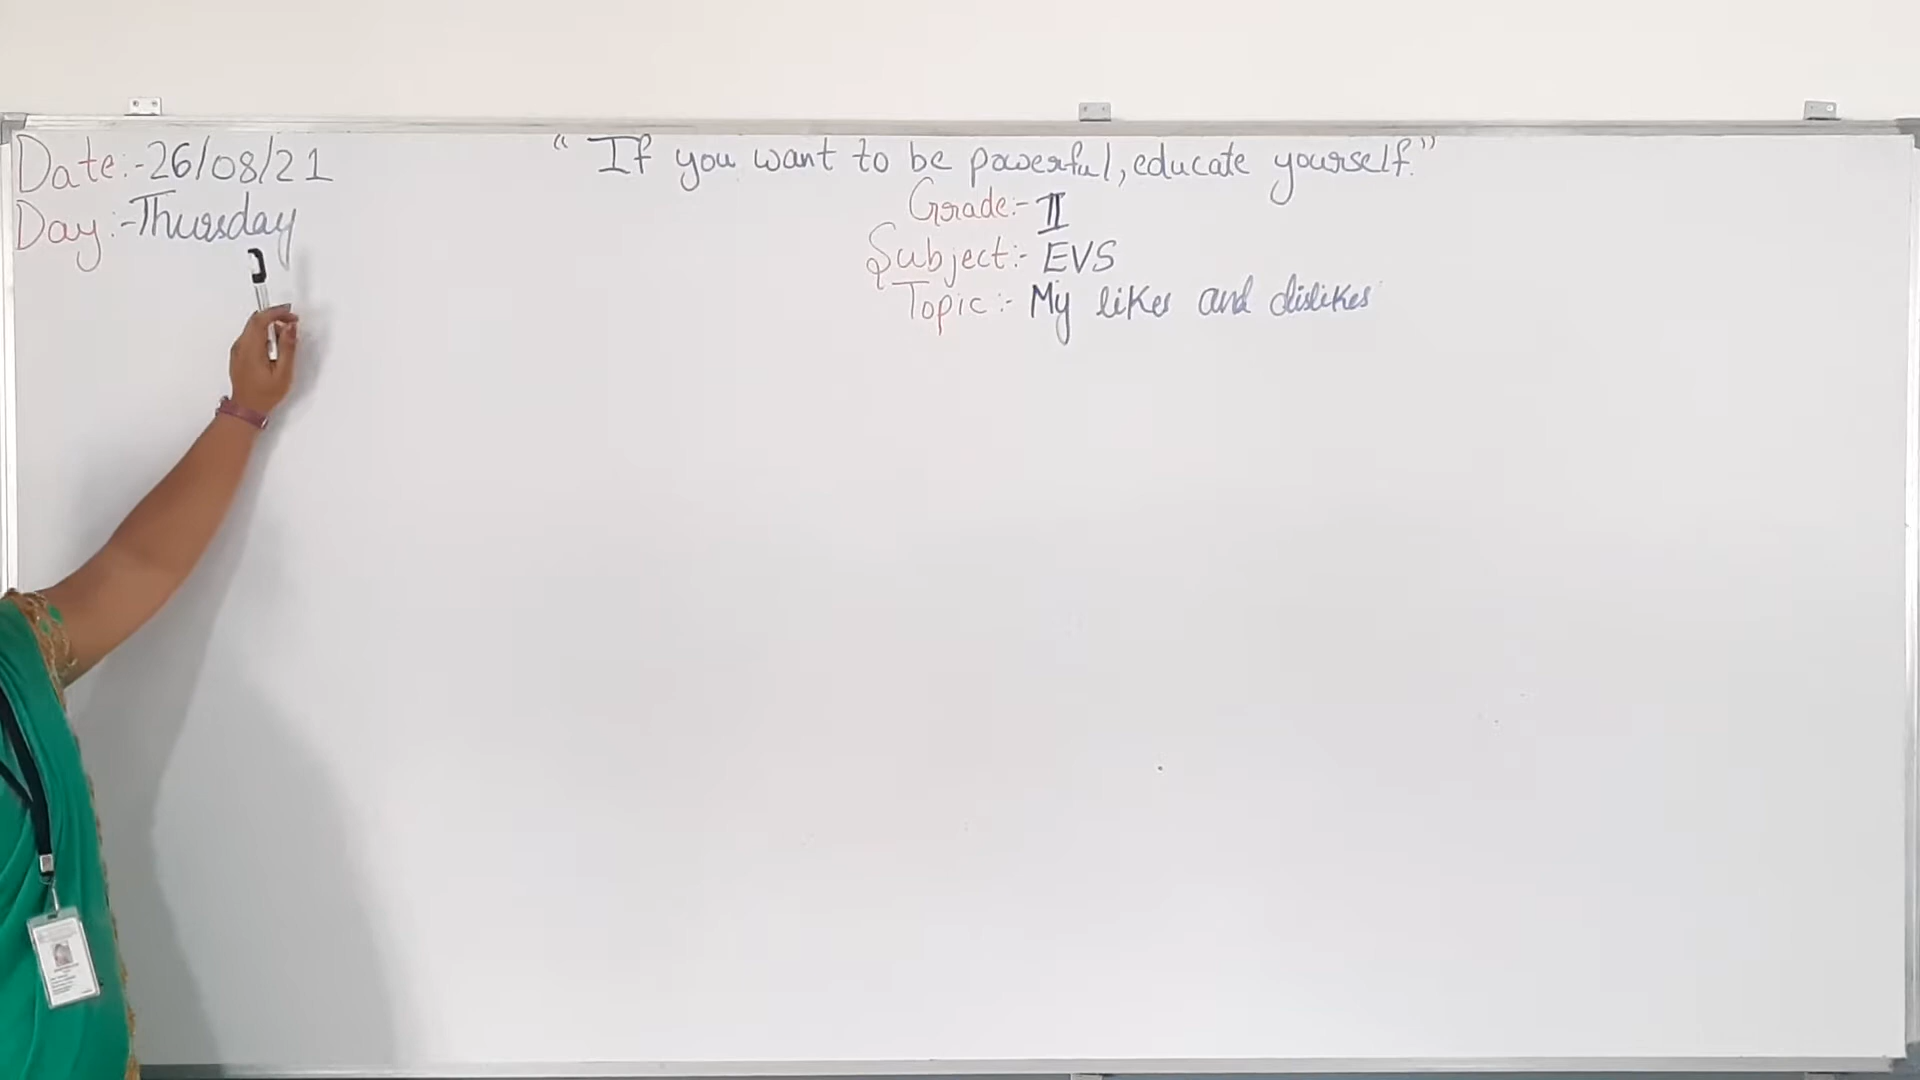 Date:-26/08/21
Day:-Thursday
"If you want to be powerful, educate yourself."
Grade:- II
Subject:- EVS
Topic:- My likes and dislikes